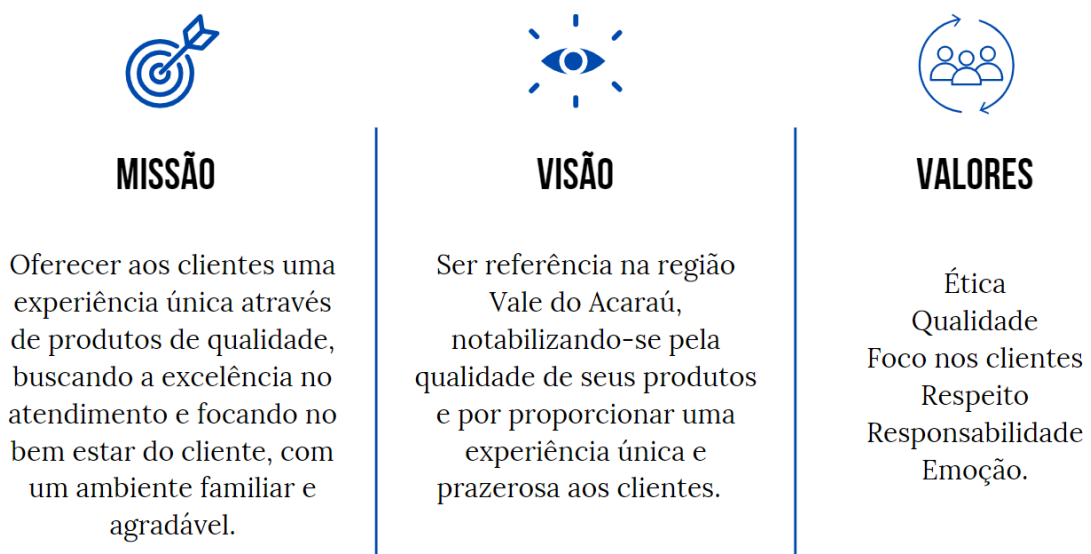 MISSÃO
Oferecer aos clientes uma
experiência única através
de produtos de qualidade,
buscando a excelência no
atendimento e focando no
bem estar do cliente, com
um ambiente familiar e
agradável.
VISÃO
Ser referência na região
Vale do Acaraú,
notabilizando-se pela
qualidade de seus produtos
e por proporcionar uma
experiência única e
prazerosa aos clientes.
VALORES
Ética
Qualidade
Foco nos clientes
Respeito
Responsabilidade
Emoção.